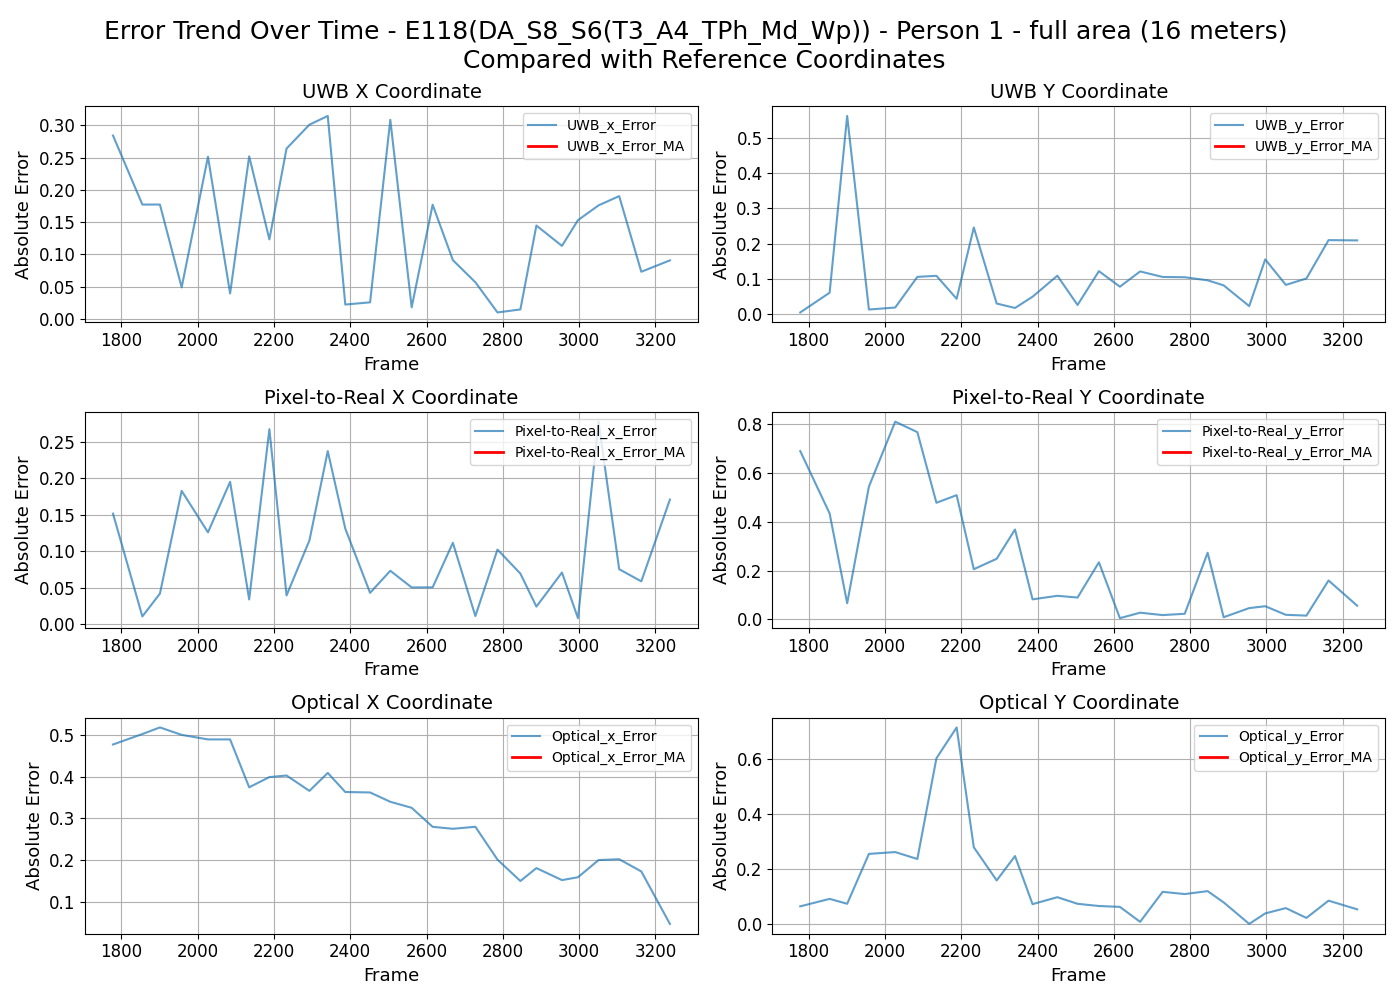 Error Trend Over Time - E118(DA_S8_S6(T3_A4_TPh_Md_Wp)) - Person 1 - full area (16 meters)
Compared with Reference Coordinates
UWB X Coordinate
Absolute Error
0.30
0.25
0.20
0.15
0.10
0.05
0.00
UWB_x_Error
UWB_x_Error_MA
1800 2000 2200 2400 2600 2800 3000 3200
Frame
UWB Y Coordinate
Absolute Error
0.5
0.4
0.3
0.2
0.1
0.0
UWB_y_Error
UWB_y_Error_MA
1800 2000 2200 2400 2600 2800 3000 3200
Frame
Pixel-to-Real X Coordinate
Absolute Error
0.25
0.20
0.15
0.10
0.05
0.00
Pixel-to-Real_x_Error
Pixel-to-Real_x_Error_MA
1800 2000 2200 2400 2600 2800 3000 3200
Frame
Pixel-to-Real Y Coordinate
Absolute Error
0.8
0.6
0.4
0.2
0.0
Pixel-to-Real_y_Error
Pixel-to-Real_y_Error_MA
1800 2000 2200 2400 2600 2800 3000 3200
Frame
Optical X Coordinate
Absolute Error
0.5
0.4
0.3
0.2
0.1
Optical_x_Error
Optical_x_Error_MA
1800 2000 2200 2400 2600 2800 3000 3200
Frame
Optical Y Coordinate
Absolute Error
0.6
0.4
0.2
0.0
Optical_y_Error
Optical_y_Error_MA
1800 2000 2200 2400 2600 2800 3000 3200
Frame